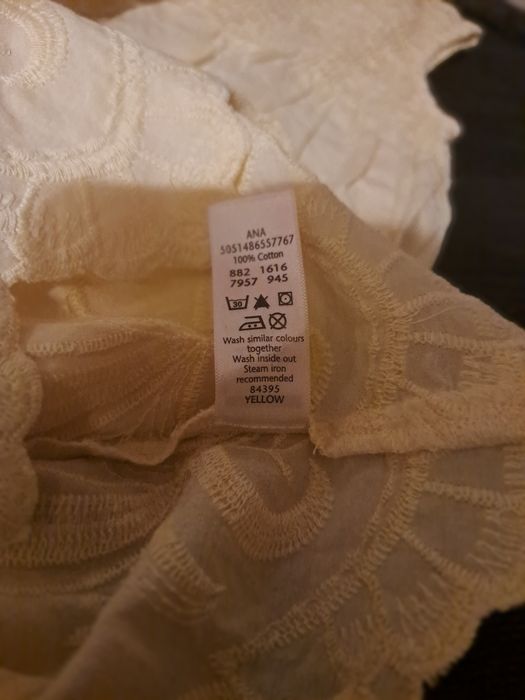 ANA
5051486557767
100% Cotton
882 1616
7957 945
30
Wash similar colours
together
Wash inside out
Steam iron
recommended
84395
YELLOW